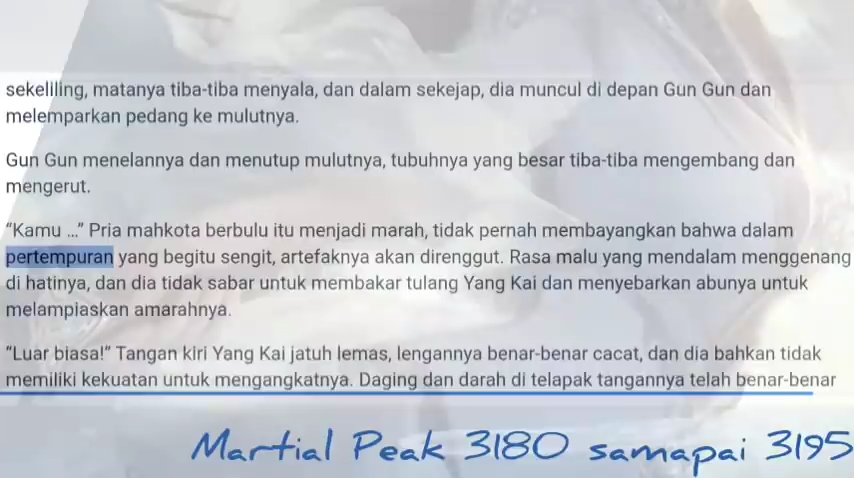 sekeliling, matanya tiba-tiba menyala, dan dalam sekejap, dia muncul di depan Gun Gun dan
melemparkan pedang ke mulutnya.
Gun Gun menelannya dan menutup mulutnya, tubuhnya yang besar tiba-tiba mengembang dan
mengerut.
“Kamu ...” Pria mahkota berbulu itu menjadi marah, tidak pernah membayangkan bahwa dalam
pertempuran yang begitu sengit, artefaknya akan direnggut. Rasa malu yang mendalam menggenang
di hatinya, dan dia tidak sabar untuk membakar tulang Yang Kai dan menyebarkan abunya untuk
melampiaskan amarahnya.
“Luar biasa!” Tangan kiri Yang Kai jatuh lemas, lengannya benar-benar cacat, dan dia bahkan tidak
memiliki kekuatan untuk mengangkatnya. Daging dan darah di telapak tangannya telah benar-benar
Martial Peak 3180 samapai 3195